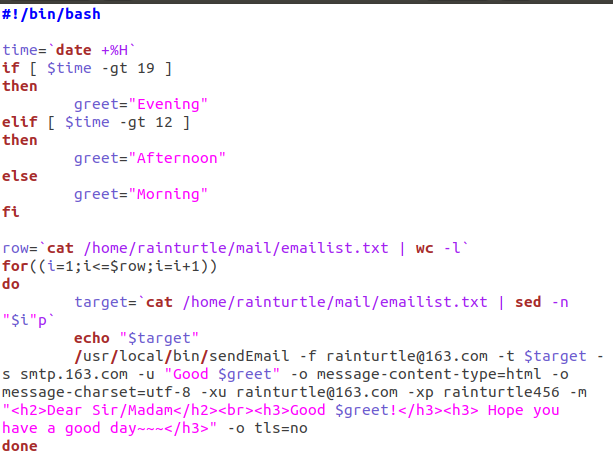 #!/bin/bash
time=`date +%H`
if [ $time -gt 19 ]
then
greet="Evening"
elif [ $time -gt 12 ]
then
greet="Afternoon"
else
greet="Morning"
fi
row=`cat /home/rainturtle/mail/emailist.txt | wc -l`
for((i=1;i<=$row;i=i+1))
do
target=`cat /home/rainturtle/mail/emailist.txt | sed -n
"$i"p`
echo "$target"
/usr/local/bin/sendEmail -f rainturtle@163.com -t $target -
s smtp.163.com -u "Good $greet" -o message-content-type=html -o
message-charset=utf-8 -xu rainturtle@163.com -xp rainturtle456 -m
"<h2>Dear Sir/Madam</h2><br><h3>Good $greet!</h3><h3> Hope you
have a good day~~~</h3>" -o tls=no
done